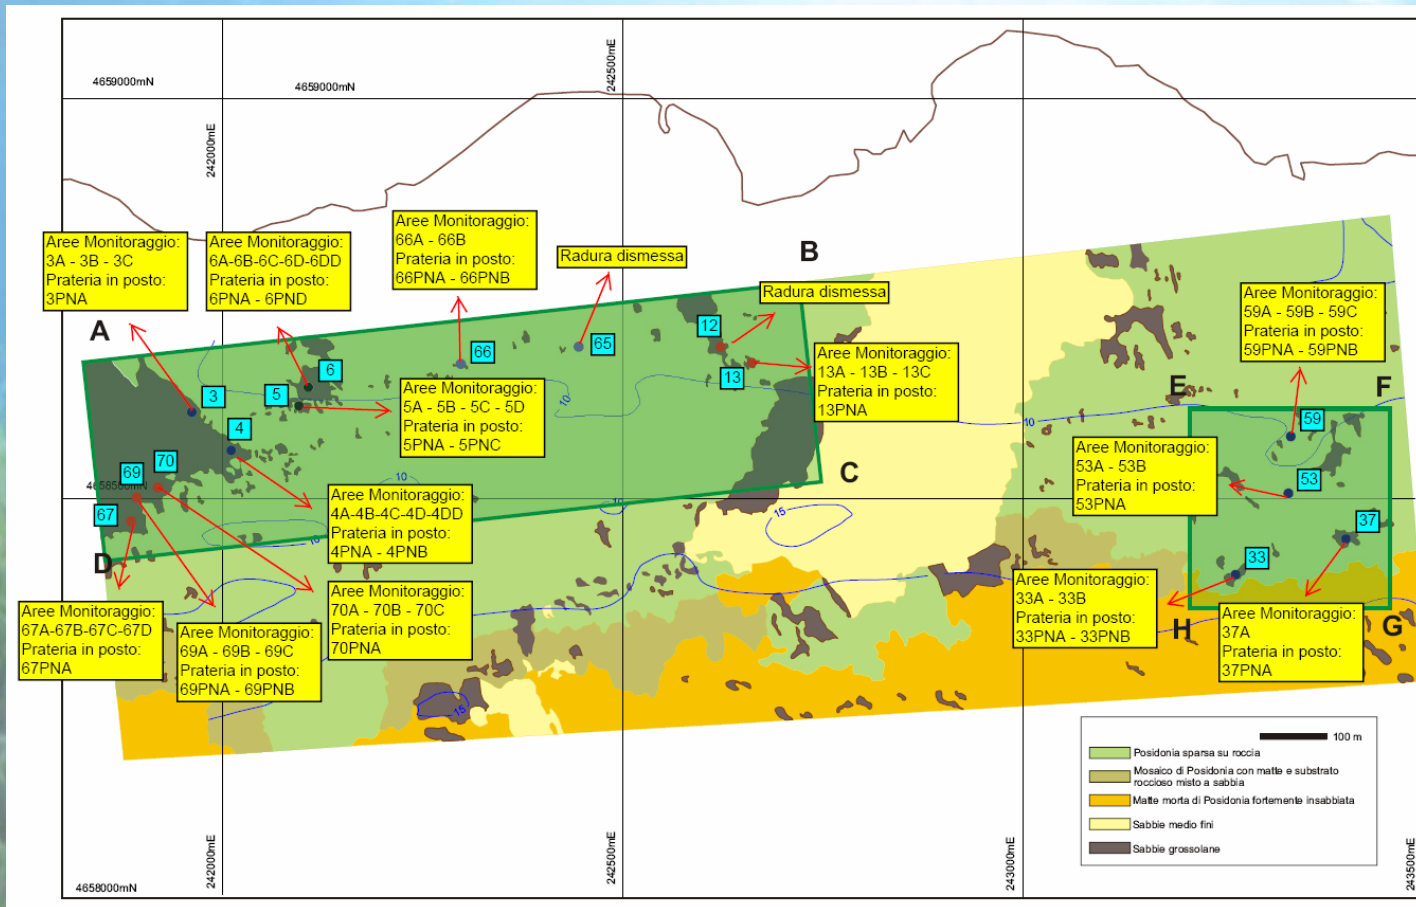 4659000mN
4659000mN
242500mE
242000mE
Aree Monitoraggio:
3A - 3B - 3C
Prateria in posto:
3PNA
Aree Monitoraggio:
6A-6B-6C-6D-6DD
Prateria in posto:
6PNA - 6PND
Aree Monitoraggio:
66A - 66B
Prateria in posto:
66PNA - 66PNB
Radura dismessa
B
Radura dismessa
Aree Monitoraggio:
59A - 59B - 59C
Prateria in posto:
59PNA - 59PNB
A
12
65
66
6
13
Aree Monitoraggio:
13A - 13B - 13C
Prateria in posto:
13PNA
E
F
3
5
10
Aree Monitoraggio:
5A - 5B - 5C - 5D
Prateria in posto:
5PNA - 5PNC
10
59
4
Aree Monitoraggio:
53A - 53B
Prateria in posto:
53PNA
69
70
10
C
53
4658500mN
Aree Monitoraggio:
4A-4B-4C-4D-4DD
Prateria in posto:
4PNA - 4PNB
10
15
67
37
10
D
33
15
Aree Monitoraggio:
67A-67B-67C-67D
Prateria in posto:
67PNA
Aree Monitoraggio:
69A - 69B - 69C
Prateria in posto:
69PNA - 69PNB
Aree Monitoraggio:
70A - 70B - 70C
Prateria in posto:
70PNA
Aree Monitoraggio:
33A - 33B
Prateria in posto:
33PNA - 33PNB
H
Aree Monitoraggio:
37A
Prateria in posto:
37PNA
G
15
100 m
Posidonia sparsa su roccia
Mosaico di Posidonia con matte e substrato
roccioso misto a sabbia
Matte morta di Posidonia fortemente insabbiata
Sabbie medio fini
Sabbie grossolane
4658000mN
242000mE
242500mE
243000mE
243500mE